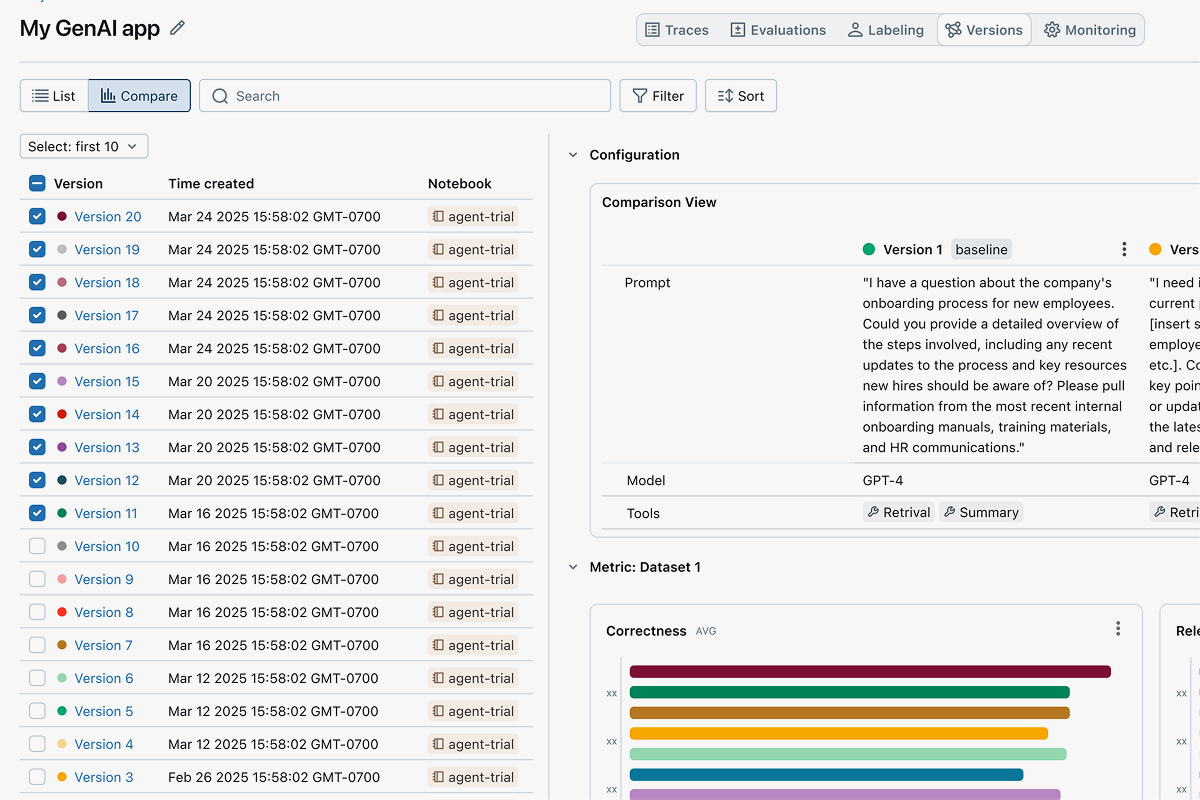 My GenAI app
Traces
Evaluations
Labeling
Versions
Monitoring
List
Compare
Search
Filter
Sort
Select: first 10
Version Time created Notebook
Version 20 Mar 24 2025 15:58:02 GMT-0700 agent-trial
Version 19 Mar 24 2025 15:58:02 GMT-0700 agent-trial
Version 18 Mar 24 2025 15:58:02 GMT-0700 agent-trial
Version 17 Mar 24 2025 15:58:02 GMT-0700 agent-trial
Version 16 Mar 24 2025 15:58:02 GMT-0700 agent-trial
Version 15 Mar 20 2025 15:58:02 GMT-0700 agent-trial
Version 14 Mar 20 2025 15:58:02 GMT-0700 agent-trial
Version 13 Mar 20 2025 15:58:02 GMT-0700 agent-trial
Version 12 Mar 20 2025 15:58:02 GMT-0700 agent-trial
Version 11 Mar 16 2025 15:58:02 GMT-0700 agent-trial
Version 10 Mar 16 2025 15:58:02 GMT-0700 agent-trial
Version 9 Mar 16 2025 15:58:02 GMT-0700 agent-trial
Version 8 Mar 16 2025 15:58:02 GMT-0700 agent-trial
Version 7 Mar 16 2025 15:58:02 GMT-0700 agent-trial
Version 6 Mar 12 2025 15:58:02 GMT-0700 agent-trial
Version 5 Mar 12 2025 15:58:02 GMT-0700 agent-trial
Version 4 Mar 12 2025 15:58:02 GMT-0700 agent-trial
Version 3 Feb 26 2025 15:58:02 GMT-0700 agent-trial
Configuration
Comparison View
Version 1 baseline
Prompt
"I have a question about the company's
onboarding process for new employees.
Could you provide a detailed overview of
the steps involved, including any recent
updates to the process and key resources
new hires should be aware of? Please pull
information from the most recent internal
onboarding manuals, training materials,
and HR communications."
Model GPT-4
Tools Retrival Summary
Vers
"I need i
current
[insert s
employe
etc.]. Co
key poin
or updat
the lates
and rele
GPT-4
Retri
Metric: Dataset 1
Correctness AVG
xx
xx
xx
Rele
xx
xx
xx